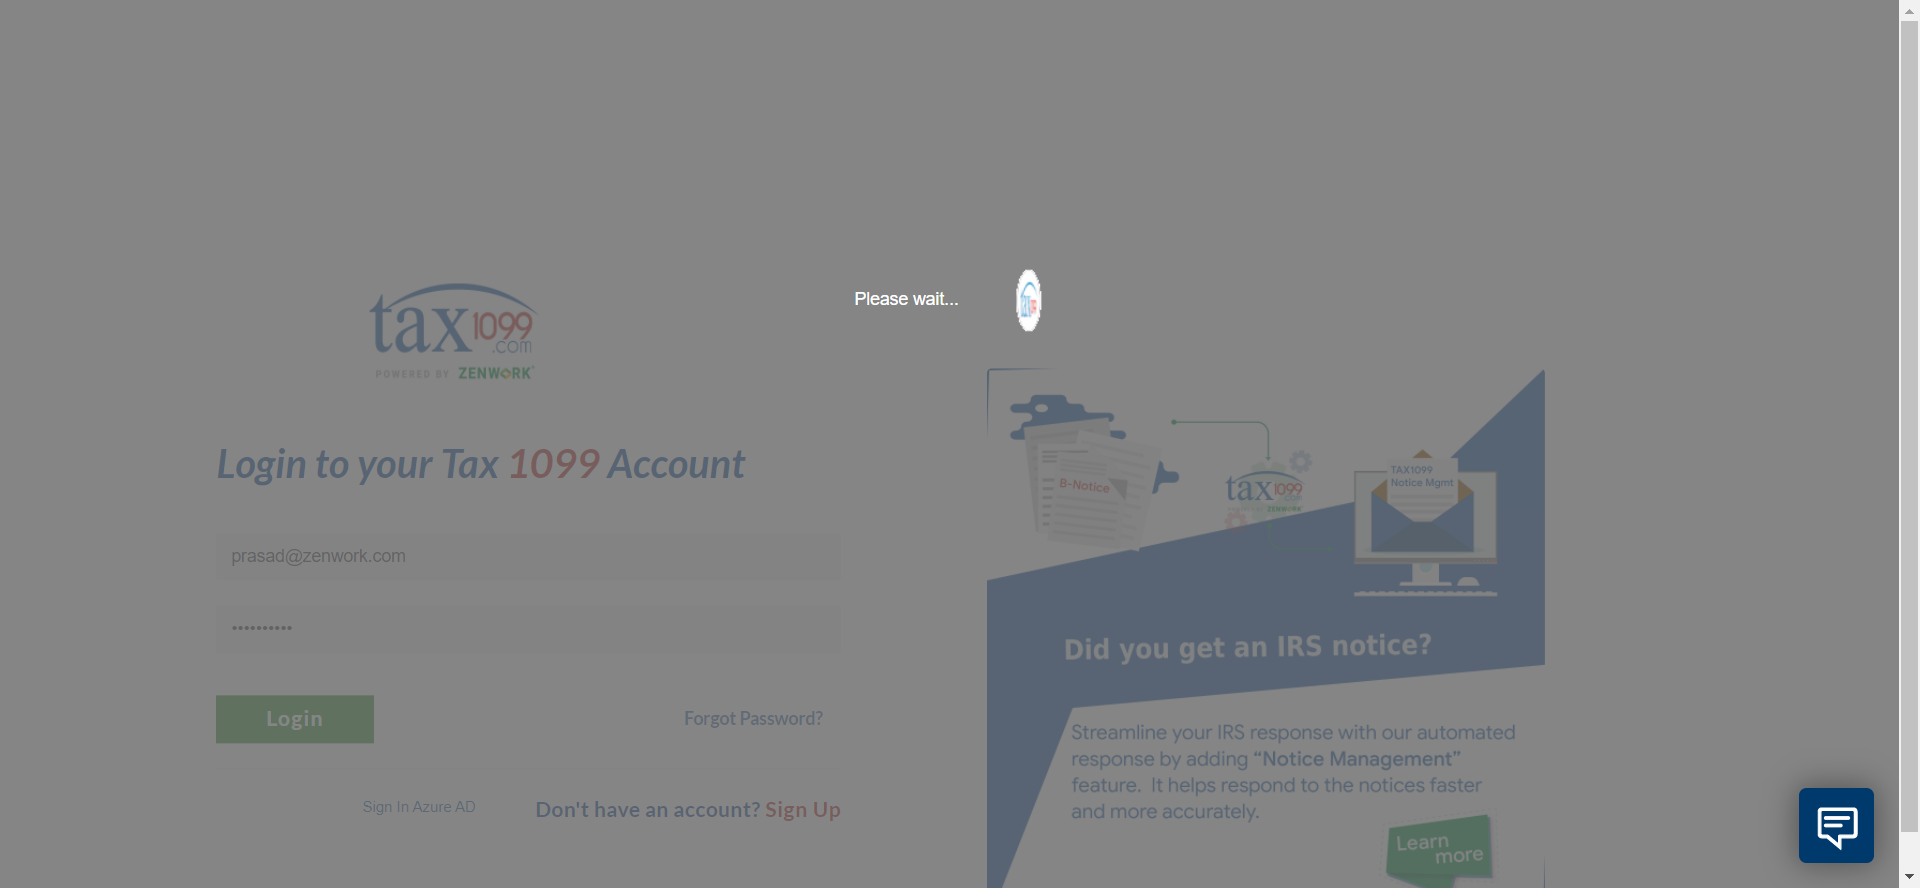 Please wait...
tax1099
.com
POWERED BY ZENWORK
Login to your Tax 1099 Account
prasad@zenwork.com
••••••••••
Login
Forgot Password?
Sign In Azure AD
Don't have an account? Sign Up
B-Notice
tax1099
TAX1099
Notice Mgmt
Did you get an IRS notice?
Streamline your IRS response with our automated
response by adding “Notice Management”
feature. It helps respond to the notices faster
and more accurately.
Learn
more